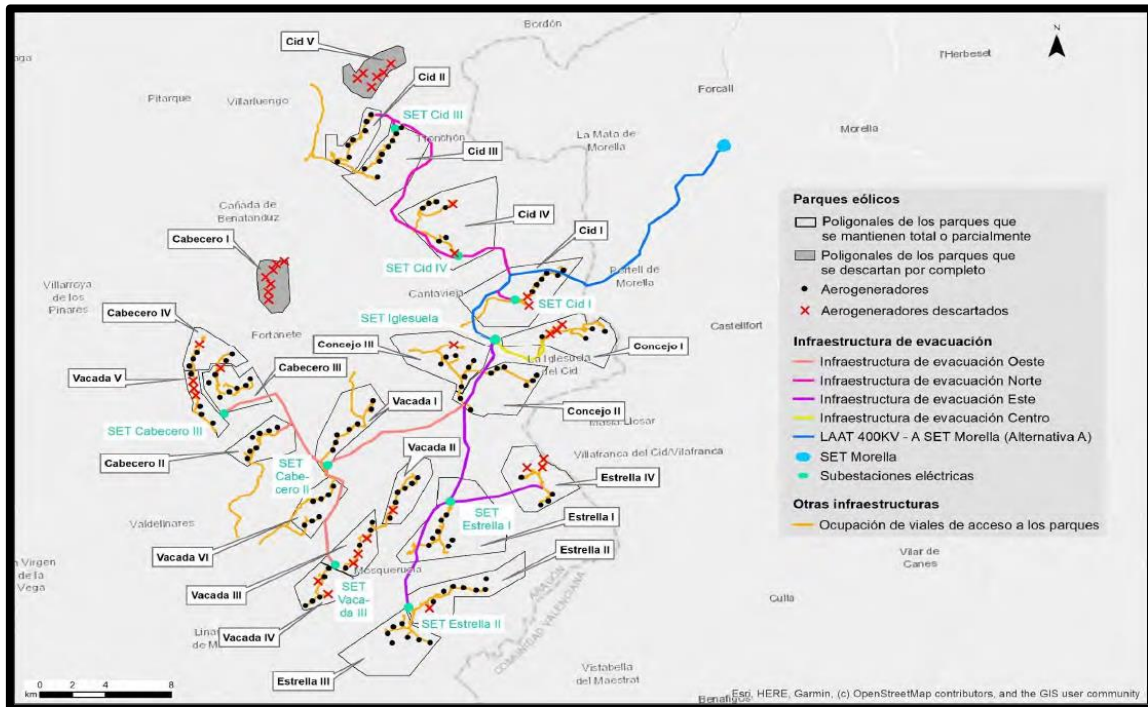 Bordón
l'Herbeset
N
Cid V
Pitarque
Villarluengo
Cid II
SET Cid III
Tronchón
Forcall
Morella
La Mata de
Morella
Cid III
Cañada de
Benatanduz
Cabecero I
Cid IV
SET Cid IV
Cid I
Portell de
Morella
Villarroya
de los
Pinares
Cantavieja
SET Cid I
Cabecero IV
Fortanete
SET Iglesuela
Castellfort
Concejo III
La Iglesuela
del Cid
Concejo I
Vacada V
Cabecero III
Vacada I
Concejo II
SET Cabecero III
Cabecero II
Vacada II
Villafranca del Cid/Vilafranca
SET
Cabe-
cero II
Estrella IV
Valdelinares
SET
Estrella I
Estrella I
Vacada VI
Estrella II
Mosqueruela
Vacada III
SET
Vaca-
da III
Vacada IV
SET Estrella II
Estrella III
ARAGÓN
COMUNIDAD VALENCIANA
Vilar de
Canes
Culla
Vistabella
del Maestrat
Parques eólicos
Poligonales de los parques que
se mantienen total o parcialmente
Poligonales de los parques que
se descartan por completo
Aerogeneradores
Aerogeneradores descartados
Infraestructura de evacuación
Infraestructura de evacuación Oeste
Infraestructura de evacuación Norte
Infraestructura de evacuación Este
Infraestructura de evacuación Centro
LAAT 400KV - A SET Morella (Alternativa A)
SET Morella
Subestaciones eléctricas
Otras infraestructuras
Ocupación de viales de acceso a los parques
0 2 4 8
km
Esri, HERE, Garmin, (c) OpenStreetMap contributors, and the GIS user community